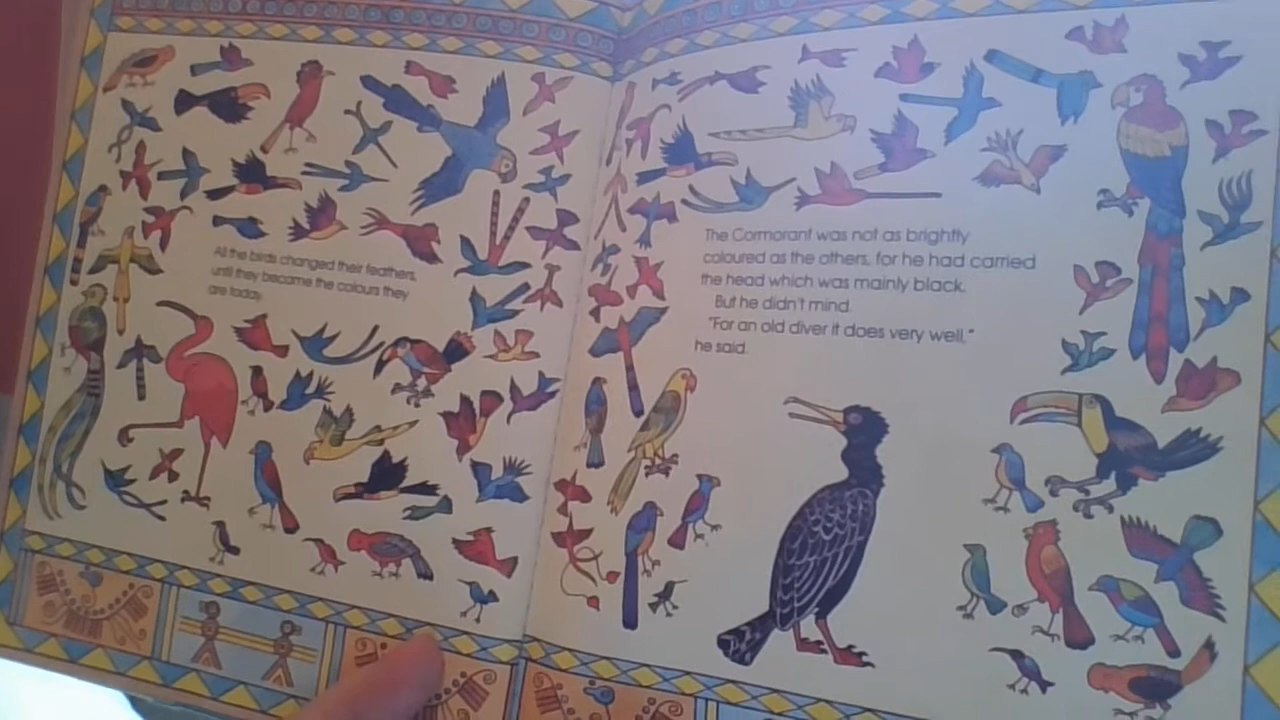 All the birds changed their feathers,
until they became the colours they
are today.
The Cormorant was not as brightly
coloured as the others, for he had carried
the head which was mainly black.
But he didn't mind.
"For an old diver it does very well,"
he said.